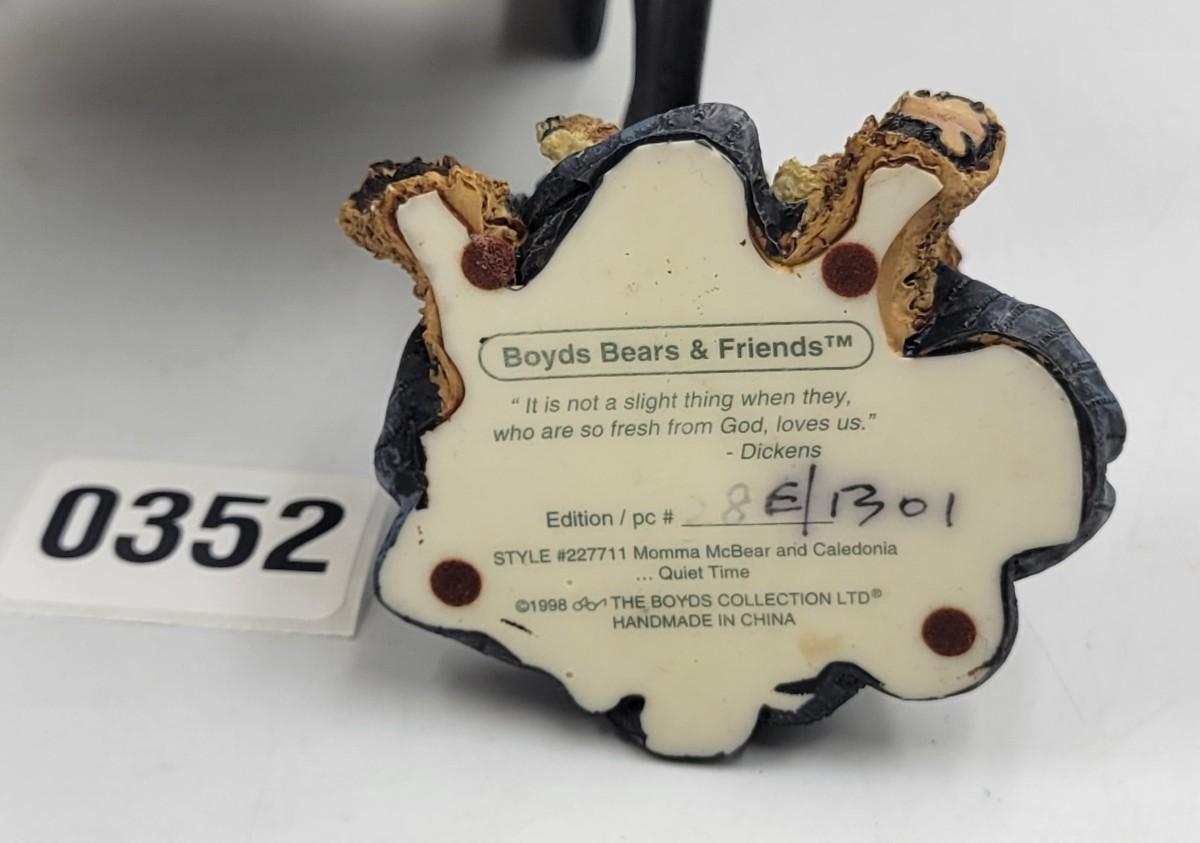 Boyds Bears & Friends™
“ It is not a slight thing when they,
who are so fresh from God, loves us.”
- Dickens
Edition / pc # 28E/1301
STYLE #227711 Momma McBear and Caledonia
... Quiet Time
©1998 THE BOYDS COLLECTION LTD®
HANDMADE IN CHINA
0352